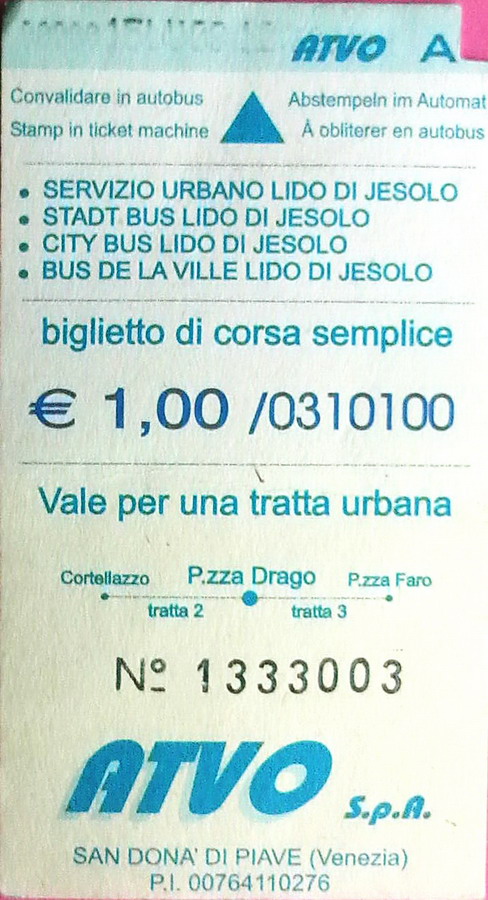 ATVO A
Convalidare in autobus Abstempeln im Automat
Stamp in ticket machine À obliterer en autobus
• SERVIZIO URBANO LIDO DI JESOLO
• STADT BUS LIDO DI JESOLO
• CITY BUS LIDO DI JESOLO
• BUS DE LA VILLE LIDO DI JESOLO
biglietto di corsa semplice
€ 1,00 /0310100
Vale per una tratta urbana
Cortellazzo P.zza Drago P.zza Faro
tratta 2 tratta 3
Nº 1333003
ATVO S.p.A.
SAN DONA' DI PIAVE (Venezia)
P.I. 00764110276